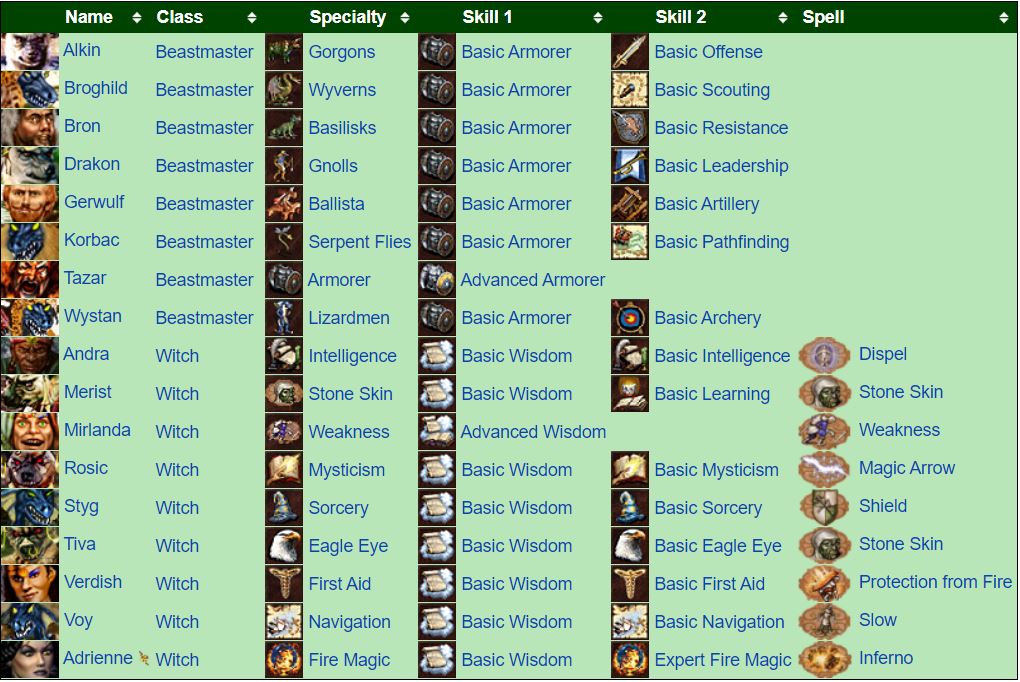 Name Class Specialty Skill 1 Skill 2 Spell
Alkin Beastmaster Gorgons Basic Armorer Basic Offense
Broghild Beastmaster Wyverns Basic Armorer Basic Scouting
Bron Beastmaster Basilisks Basic Armorer Basic Resistance
Drakon Beastmaster Gnolls Basic Armorer Basic Leadership
Gerwulf Beastmaster Ballista Basic Armorer Basic Artillery
Korbac Beastmaster Serpent Flies Basic Armorer Basic Pathfinding
Tazar Beastmaster Armorer Advanced Armorer
Wystan Beastmaster Lizardmen Basic Armorer Basic Archery
Andra Witch Intelligence Basic Wisdom Basic Intelligence Dispel
Merist Witch Stone Skin Basic Wisdom Basic Learning Stone Skin
Mirlanda Witch Weakness Advanced Wisdom Weakness
Rosic Witch Mysticism Basic Wisdom Basic Mysticism Magic Arrow
Styg Witch Sorcery Basic Wisdom Basic Sorcery Shield
Tiva Witch Eagle Eye Basic Wisdom Basic Eagle Eye Stone Skin
Verdish Witch First Aid Basic Wisdom Basic First Aid Protection from Fire
Voy Witch Navigation Basic Wisdom Basic Navigation Slow
Adrienne Witch Fire Magic Basic Wisdom Expert Fire Magic Inferno